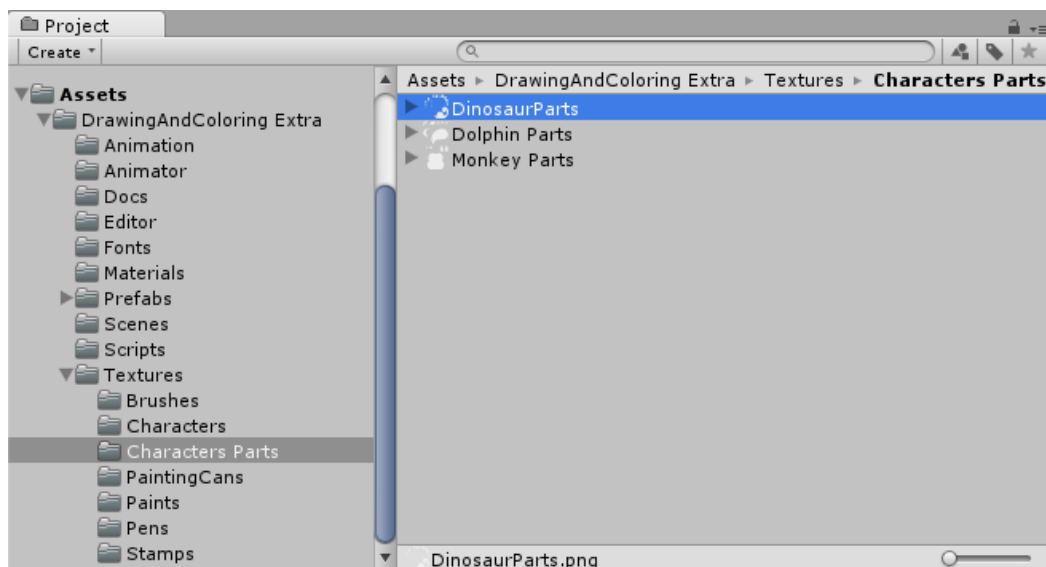 Project
Create
Assets
DrawingAndColoring Extra
Animation
Animator
Docs
Editor
Fonts
Materials
Prefabs
Scenes
Scripts
Textures
Brushes
Characters
Characters Parts
PaintingCans
Paints
Pens
Stamps
Assets ▸ DrawingAndColoring Extra ▸ Textures ▸ Characters Parts
DinosaurParts
Dolphin Parts
Monkey Parts
DinosaurParts.png